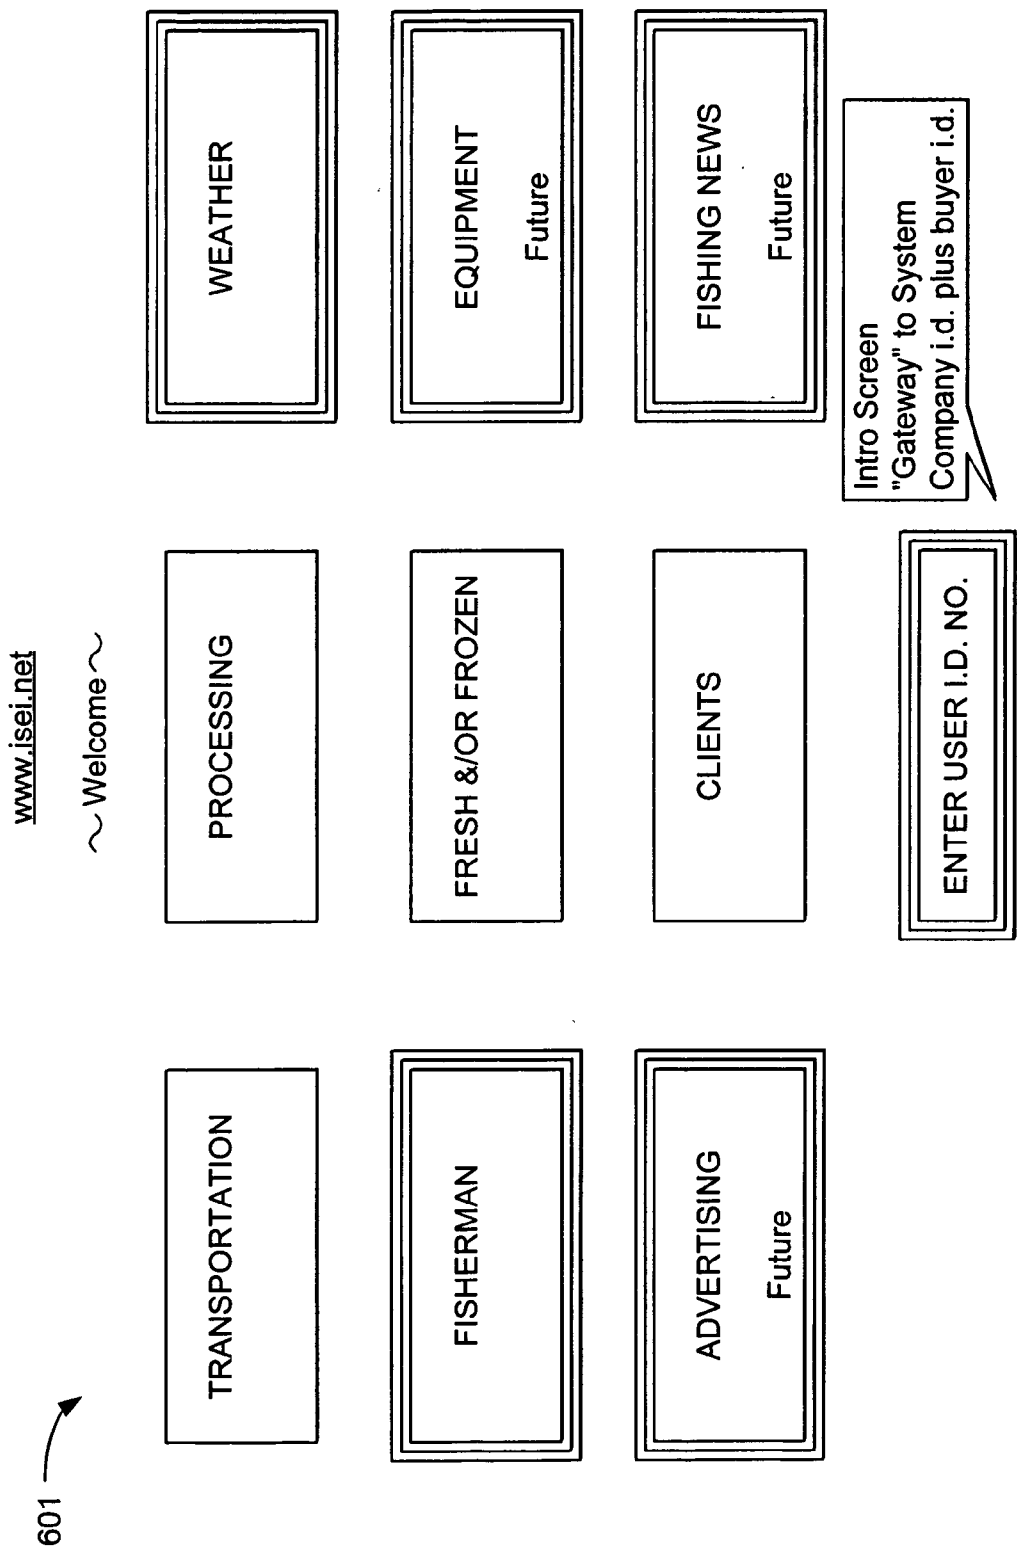 601
www.isei.net
~ Welcome ~
TRANSPORTATION
PROCESSING
WEATHER
FISHERMAN
FRESH &/OR FROZEN
EQUIPMENT
Future
ADVERTISING
Future
CLIENTS
FISHING NEWS
Future
ENTER USER I.D. NO.
Intro Screen
"Gateway" to System
Company i.d. plus buyer i.d.